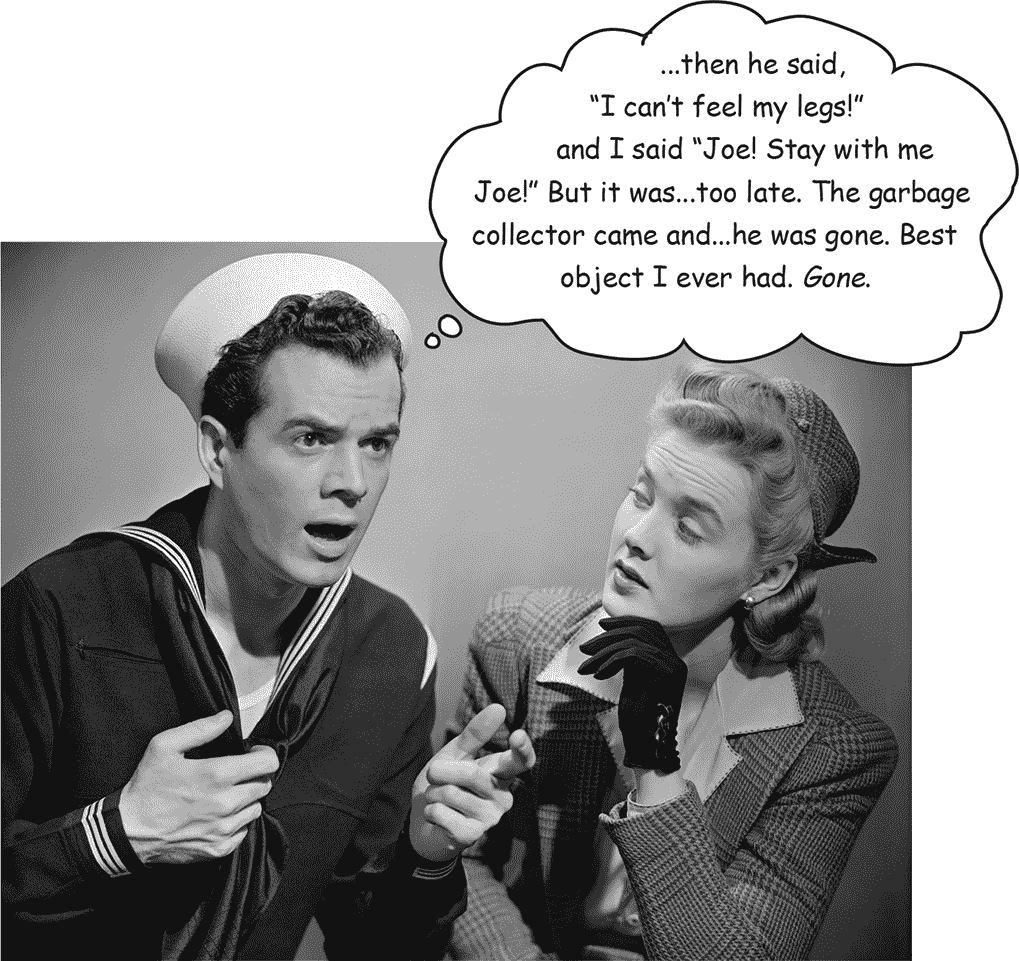 ...then he said,
“I can’t feel my legs!”
and I said “Joe! Stay with me
Joe!” But it was...too late. The garbage
collector came and...he was gone. Best
object I ever had. Gone.